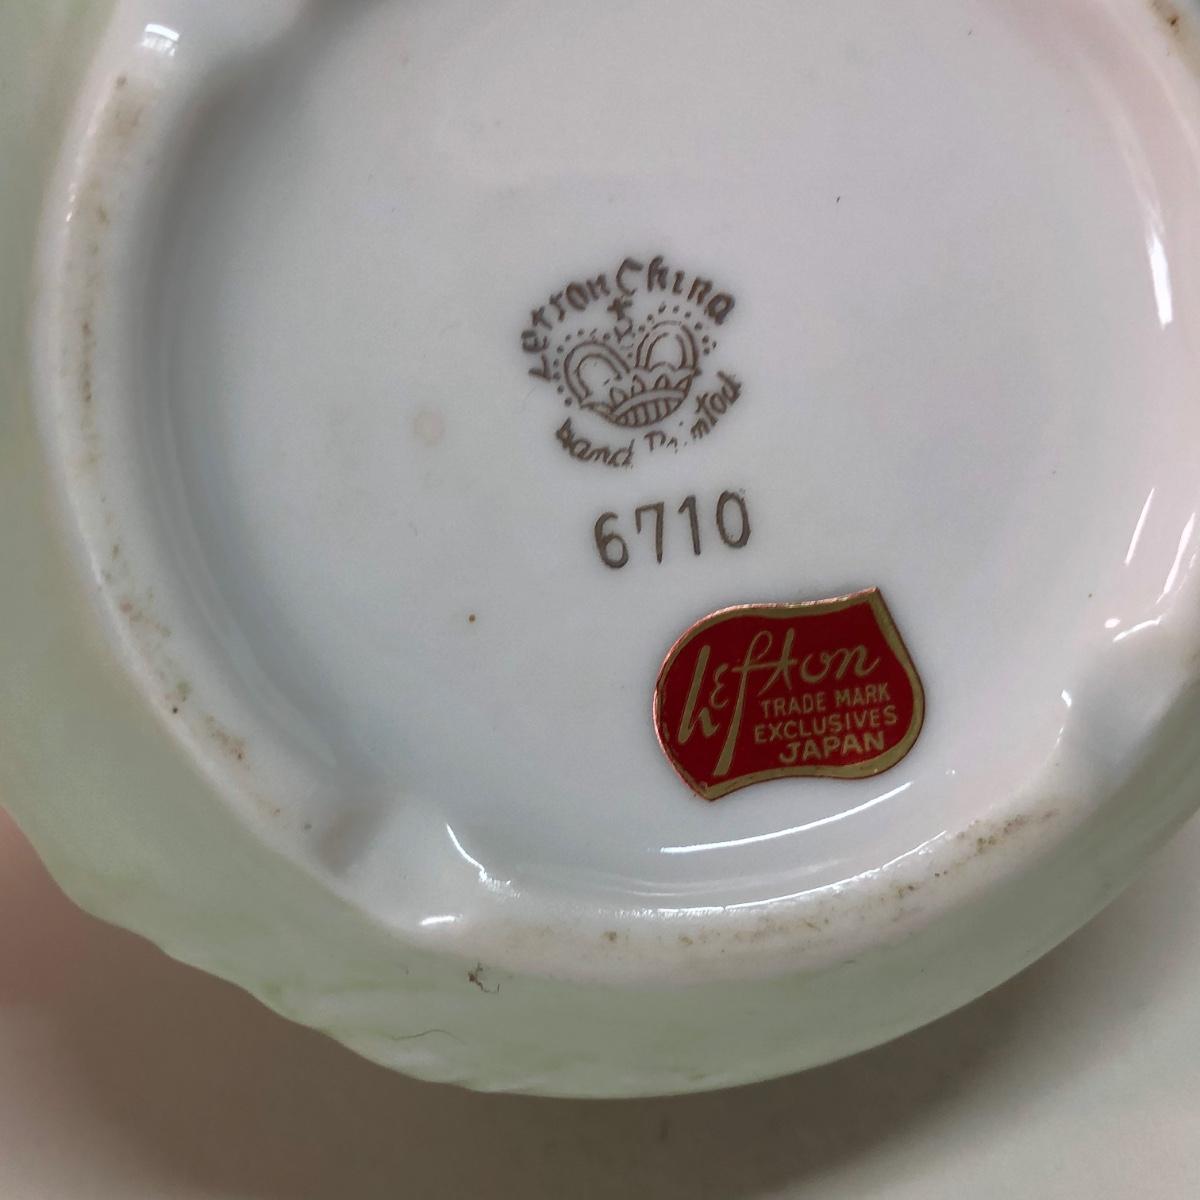 Lefton China
Hand Painted
6710
Lefton
TRADE MARK
EXCLUSIVES
JAPAN